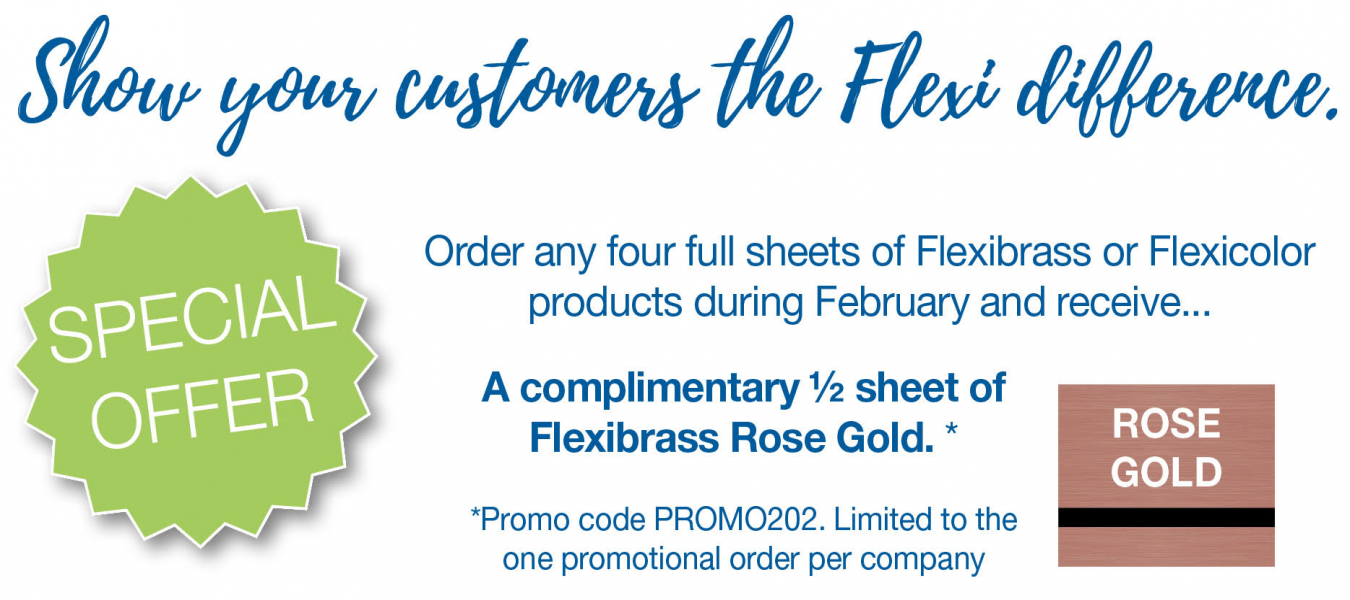 Show your customers the Flexi difference.
SPECIAL
OFFER
Order any four full sheets of Flexibrass or Flexicolor
products during February and receive...
A complimentary ½ sheet of
Flexibrass Rose Gold. *
ROSE
GOLD
*Promo code PROMO202. Limited to the
one promotional order per company